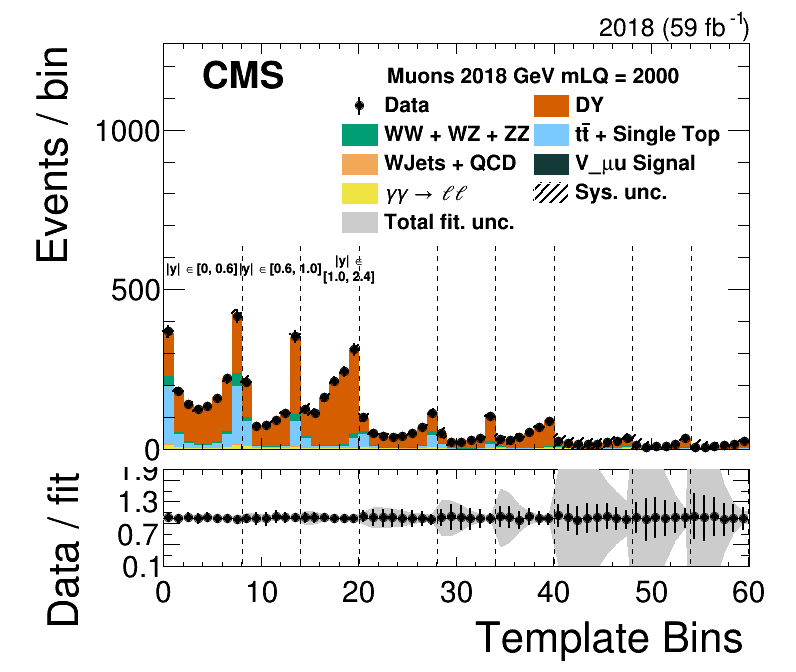 2018 (59 fb⁻¹)
CMS
Muons 2018 GeV mLQ = 2000
Data
DY
WW + WZ + ZZ
tt̄ + Single Top
WJets + QCD
V_μu Signal
γγ → ℓℓ
Sys. unc.
Total fit. unc.
Events / bin
1000
500
0
|y| ∈ [0, 0.6]
|y| ∈ [0.6, 1.0]
|y| ∈
[1.0, 2.4]
Data / fit
1.9
1.3
0.7
0.1
0 10 20 30 40 50 60
Template Bins